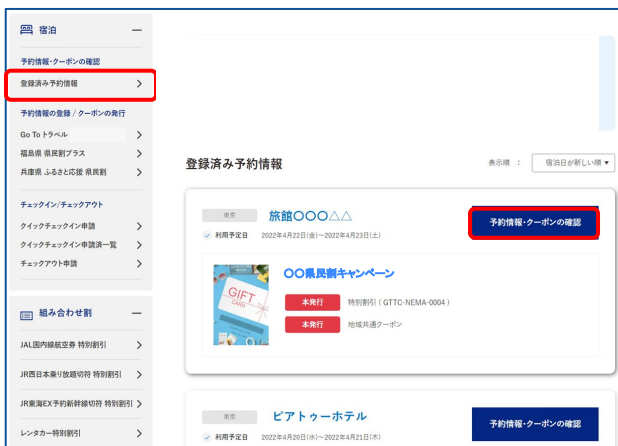 宿泊
予約情報・クーポンの確認
登録済み予約情報
予約情報の登録 / クーポンの発行
Go To トラベル
福島県 県民割プラス
兵庫県 ふるさと応援 県民割
チェックイン/チェックアウト
クイックチェックイン申請
クイックチェックイン申請済一覧
チェックアウト申請
組み合わせ割
JAL国内線航空券 特別割引
JR西日本乗り放題切符 特別割引
JR東海EX予約新幹線切符 特別割引
レンタカー特別割引
登録済み予約情報
表示順 : 宿泊日が新しい順 ▼
東京 旅館〇〇〇△△
予約情報・クーポンの確認
利用予定日 2022年4月22日(金)～2022年4月23日(土)
GIFT
CARD
〇〇県民割キャンペーン
本発行 特別割引 ( GTTC-NEMA-0004 )
本発行 地域共通クーポン
東京 ピアトゥーホテル
予約情報・クーポンの確認
利用予定日 2022年4月20日(水)～2022年4月21日(木)